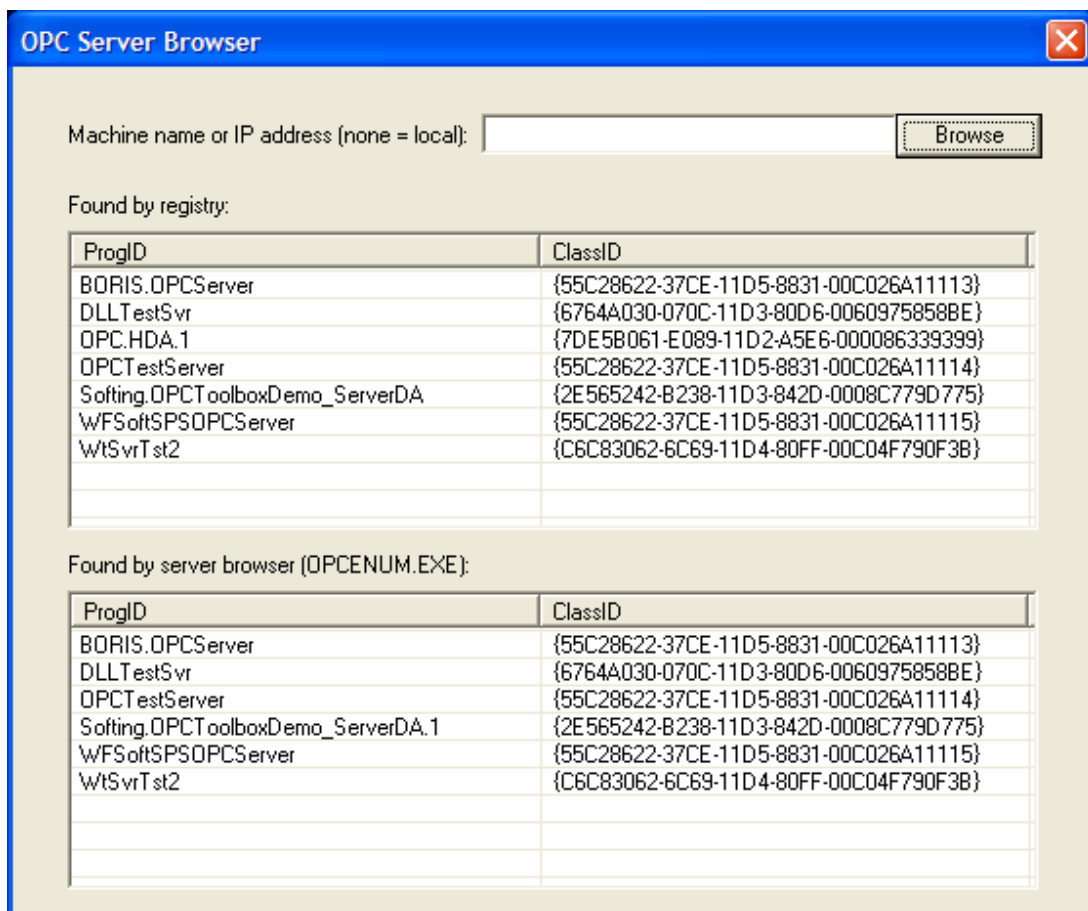 OPC Server Browser
Machine name or IP address (none = local): Browse
Found by registry:
ProgID ClassID
BORIS.OPCServer {55C28622-37CE-11D5-8831-00C026A11113}
DLLTestSvr {6764A030-070C-11D3-80D6-0060975858BE}
OPC.HDA.1 {7DE5B061-E089-11D2-A5E6-000086339399}
OPCTestServer {55C28622-37CE-11D5-8831-00C026A11114}
Softing.OPCToolboxDemo_ServerDA {2E565242-B238-11D3-842D-0008C779D775}
WFSoftSPSOPCServer {55C28622-37CE-11D5-8831-00C026A11115}
WtSvrTst2 {C6C83062-6C69-11D4-80FF-00C04F790F3B}
Found by server browser (OPCENUM.EXE):
ProgID ClassID
BORIS.OPCServer {55C28622-37CE-11D5-8831-00C026A11113}
DLLTestSvr {6764A030-070C-11D3-80D6-0060975858BE}
OPCTestServer {55C28622-37CE-11D5-8831-00C026A11114}
Softing.OPCToolboxDemo_ServerDA.1 {2E565242-B238-11D3-842D-0008C779D775}
WFSoftSPSOPCServer {55C28622-37CE-11D5-8831-00C026A11115}
WtSvrTst2 {C6C83062-6C69-11D4-80FF-00C04F790F3B}